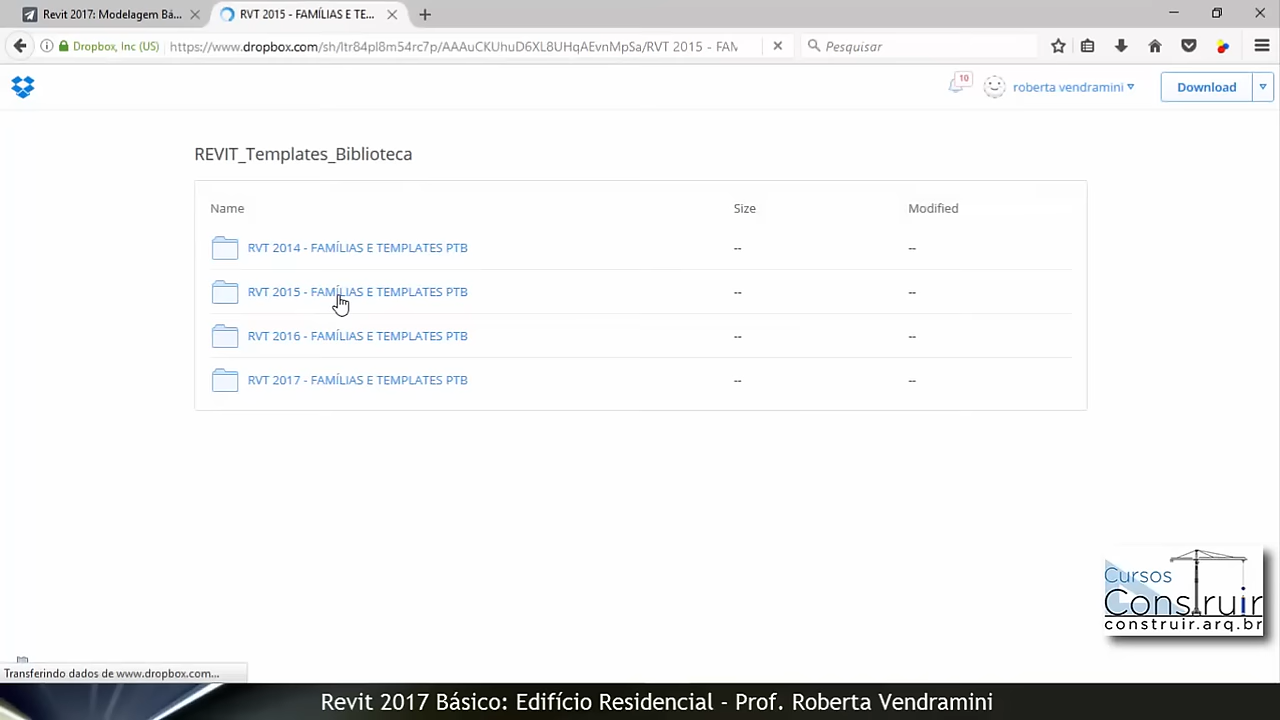 Revit 2017: Modelagem Bá...
RVT 2015 - FAMÍLIAS E TE...
Dropbox, Inc (US)
https://www.dropbox.com/sh/ltr84pl8m54rc7p/AAAuCKUhuD6XL8UHqAEvnMpSa/RVT 2015 - FAM
Pesquisar
10
roberta vendramini
Download
REVIT_Templates_Biblioteca
Name Size Modified
RVT 2014 - FAMÍLIAS E TEMPLATES PTB -- --
RVT 2015 - FAMÍLIAS E TEMPLATES PTB -- --
RVT 2016 - FAMÍLIAS E TEMPLATES PTB -- --
RVT 2017 - FAMÍLIAS E TEMPLATES PTB -- --
Cursos
Construir
construir.arq.br
Transferindo dados de www.dropbox.com...
Revit 2017 Básico: Edifício Residencial - Prof. Roberta Vendramini